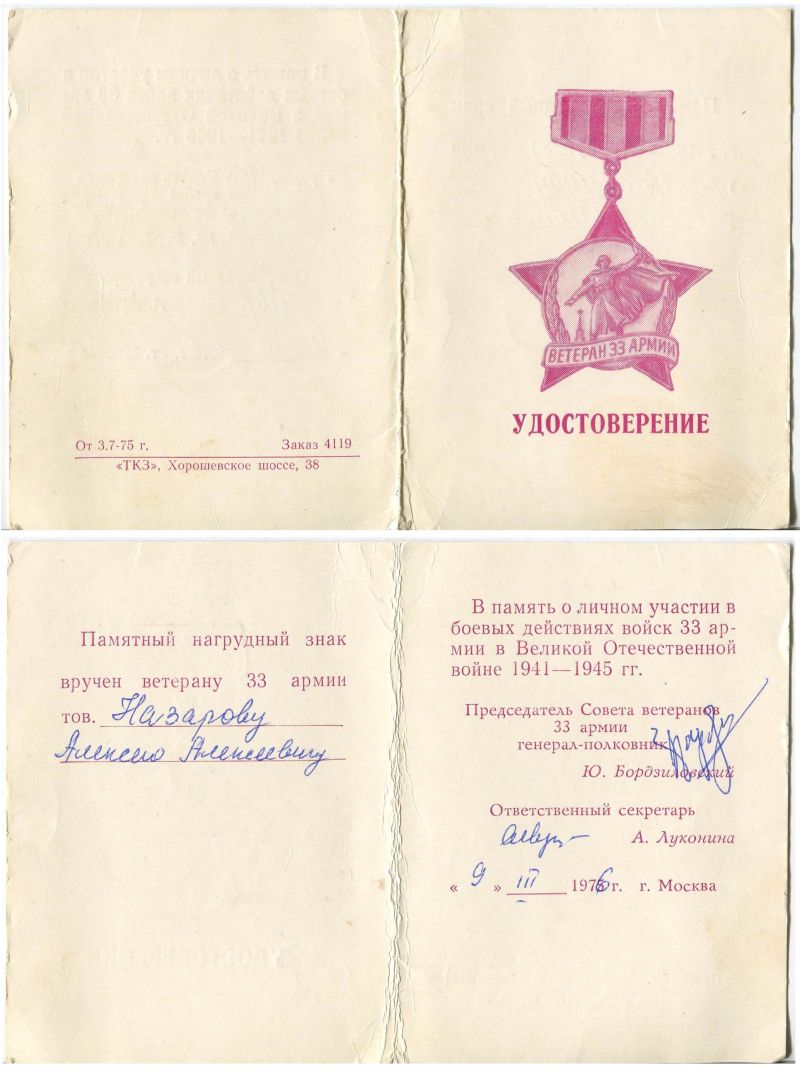 ВЕТЕРАН 33 АРМИИ
УДОСТОВЕРЕНИЕ
От 3.7-75 г. Заказ 4119
«ТКЗ», Хорошевское шоссе, 38
Памятный нагрудный знак
вручен ветерану 33 армии
тов. Назарову
Алексею Алексеевичу
В память о личном участии в
боевых действиях войск 33 ар-
мии в Великой Отечественной
войне 1941—1945 гг.
Председатель Совета ветеранов
33 армии
генерал-полковник
Ю. Бордзиловский
Ответственный секретарь
А. Луконина
« 9 » III 1976 г. г. Москва